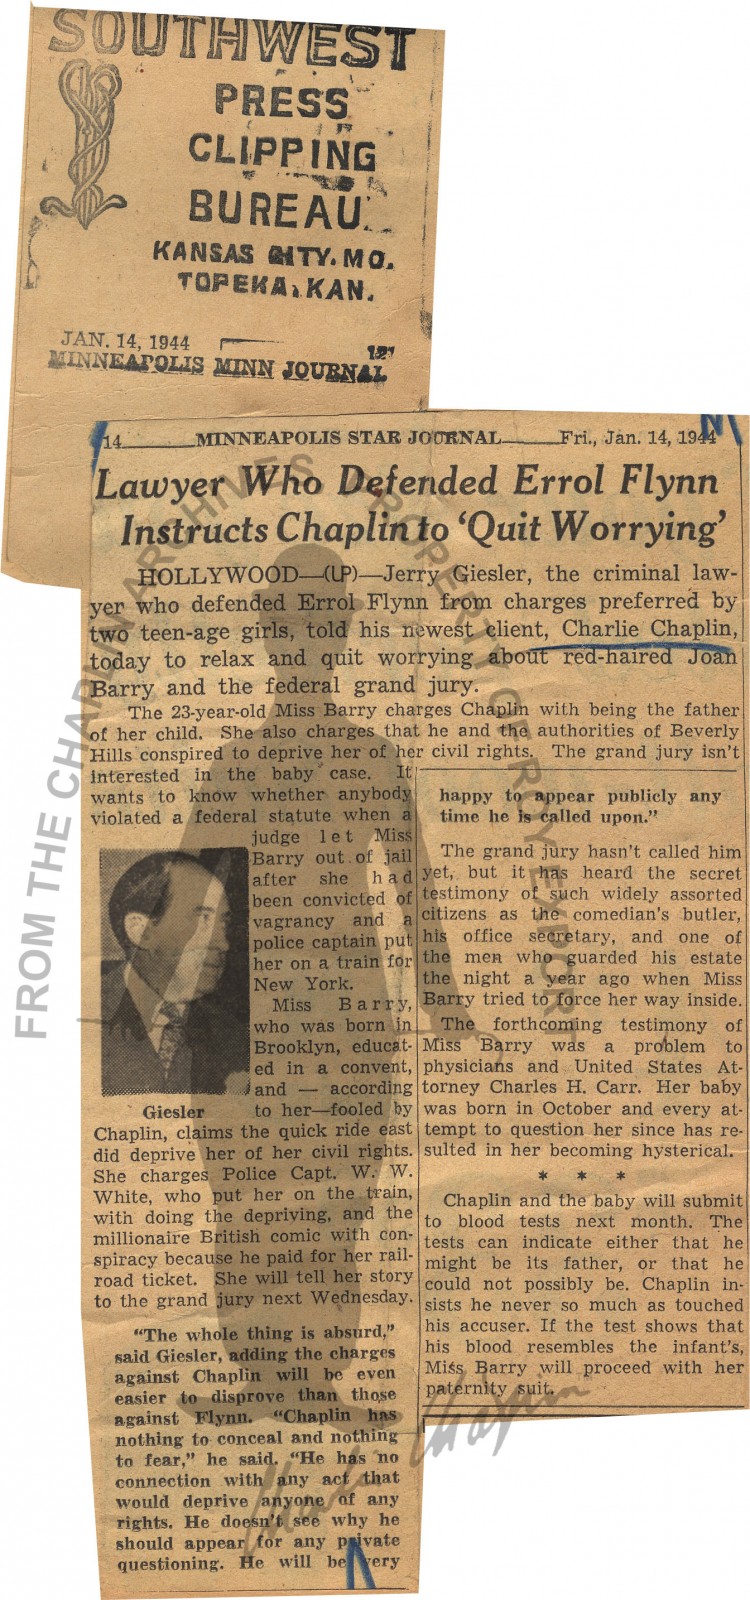 SOUTHWEST
PRESS
CLIPPING
BUREAU
KANSAS CITY, MO.
TOPEKA, KAN.
JAN. 14, 1944
MINNEAPOLIS MINN JOURNAL
14 MINNEAPOLIS STAR JOURNAL Fri., Jan. 14, 1944
Lawyer Who Defended Errol Flynn
Instructs Chaplin to 'Quit Worrying'
HOLLYWOOD—(UP)—Jerry Giesler, the criminal law-
yer who defended Errol Flynn from charges preferred by
two teen-age girls, told his newest client, Charlie Chaplin,
today to relax and quit worrying about red-haired Joan
Barry and the federal grand jury.
The 23-year-old Miss Barry charges Chaplin with being the father
of her child. She also charges that he and the authorities of Beverly
Hills conspired to deprive her of her civil rights. The grand jury isn't
interested in the baby case. It
wants to know whether anybody
violated a federal statute when a
judge let Miss
Barry out of jail
after she had
been convicted of
vagrancy and a
police captain put
her on a train for
New York.
Miss Barry,
who was born in
Brooklyn, educat-
ed in a convent,
and — according
Giesler
to her—fooled by
Chaplin, claims the quick ride east
did deprive her of her civil rights.
She charges Police Capt. W. W.
White, who put her on the train,
with doing the depriving, and the
millionaire British comic with con-
spiracy because he paid for her rail-
road ticket. She will tell her story
to the grand jury next Wednesday.
"The whole thing is absurd,"
said Giesler, adding the charges
against Chaplin will be even
easier to disprove than those
against Flynn. "Chaplin has
nothing to conceal and nothing
to fear," he said. "He has no
connection with any act that
would deprive anyone of any
rights. He doesn't see why he
should appear for any private
questioning. He will be very
happy to appear publicly any
time he is called upon."
The grand jury hasn't called him
yet, but it has heard the secret
testimony of such widely assorted
citizens as the comedian's butler,
his office secretary, and one of
the men who guarded his estate
the night a year ago when Miss
Barry tried to force her way inside.
The forthcoming testimony of
Miss Barry was a problem to
physicians and United States At-
torney Charles H. Carr. Her baby
was born in October and every at-
tempt to question her since has re-
sulted in her becoming hysterical.
* * *
Chaplin and the baby will submit
to blood tests next month. The
tests can indicate either that he
might be its father, or that he
could not possibly be. Chaplin in-
sists he never so much as touched
his accuser. If the test shows that
his blood resembles the infant's,
Miss Barry will proceed with her
paternity suit.
FROM THE CHAPLIN ARCHIVES PROPERTY OF ROY EXPORT
Charlie Chaplin